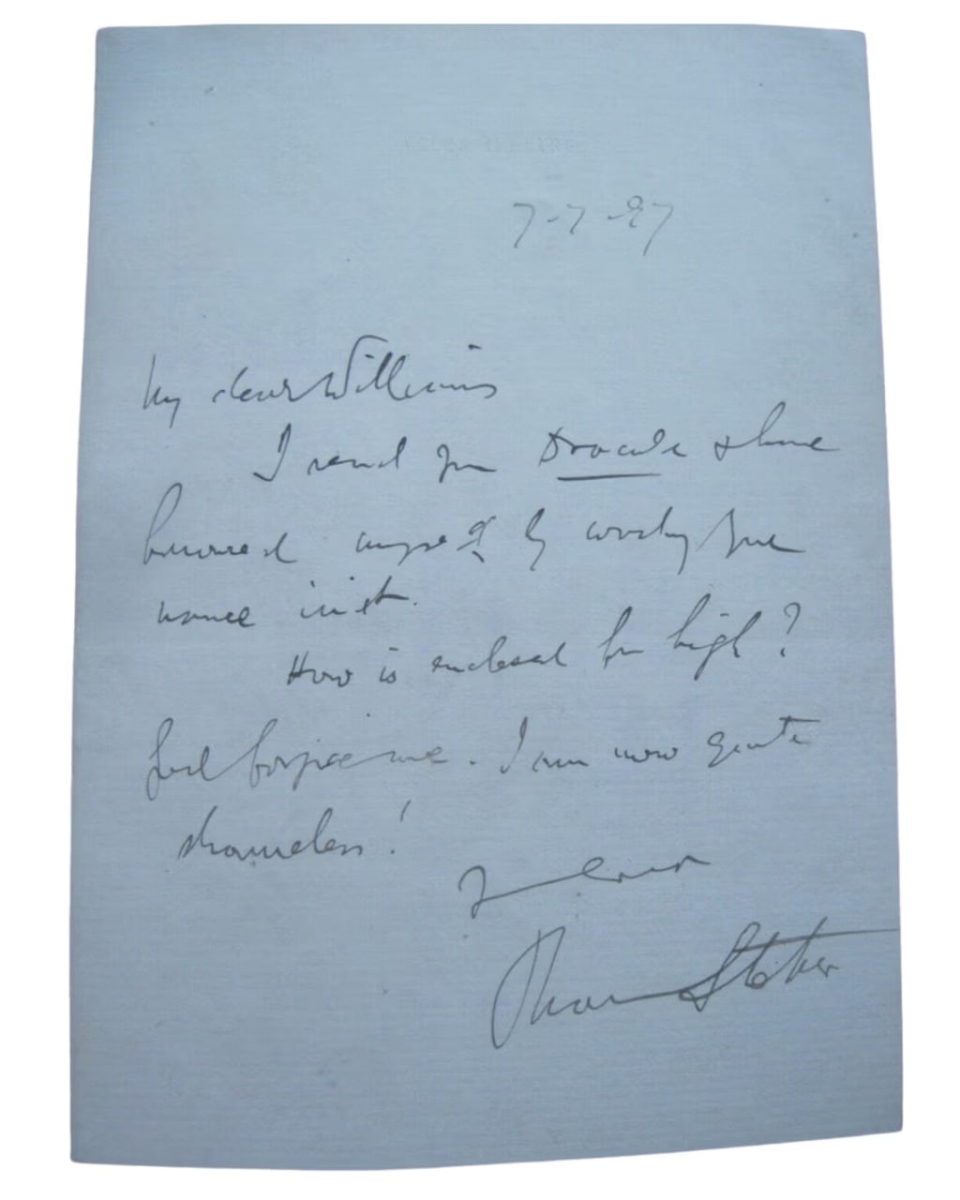 7-7-97
My dear Williams
I send you Dracula & have
honoured myself by writing your
name in it.
How is enclosed for high?
God forgive me. I am now quite
shameless!
Yours ever
Bram Stoker